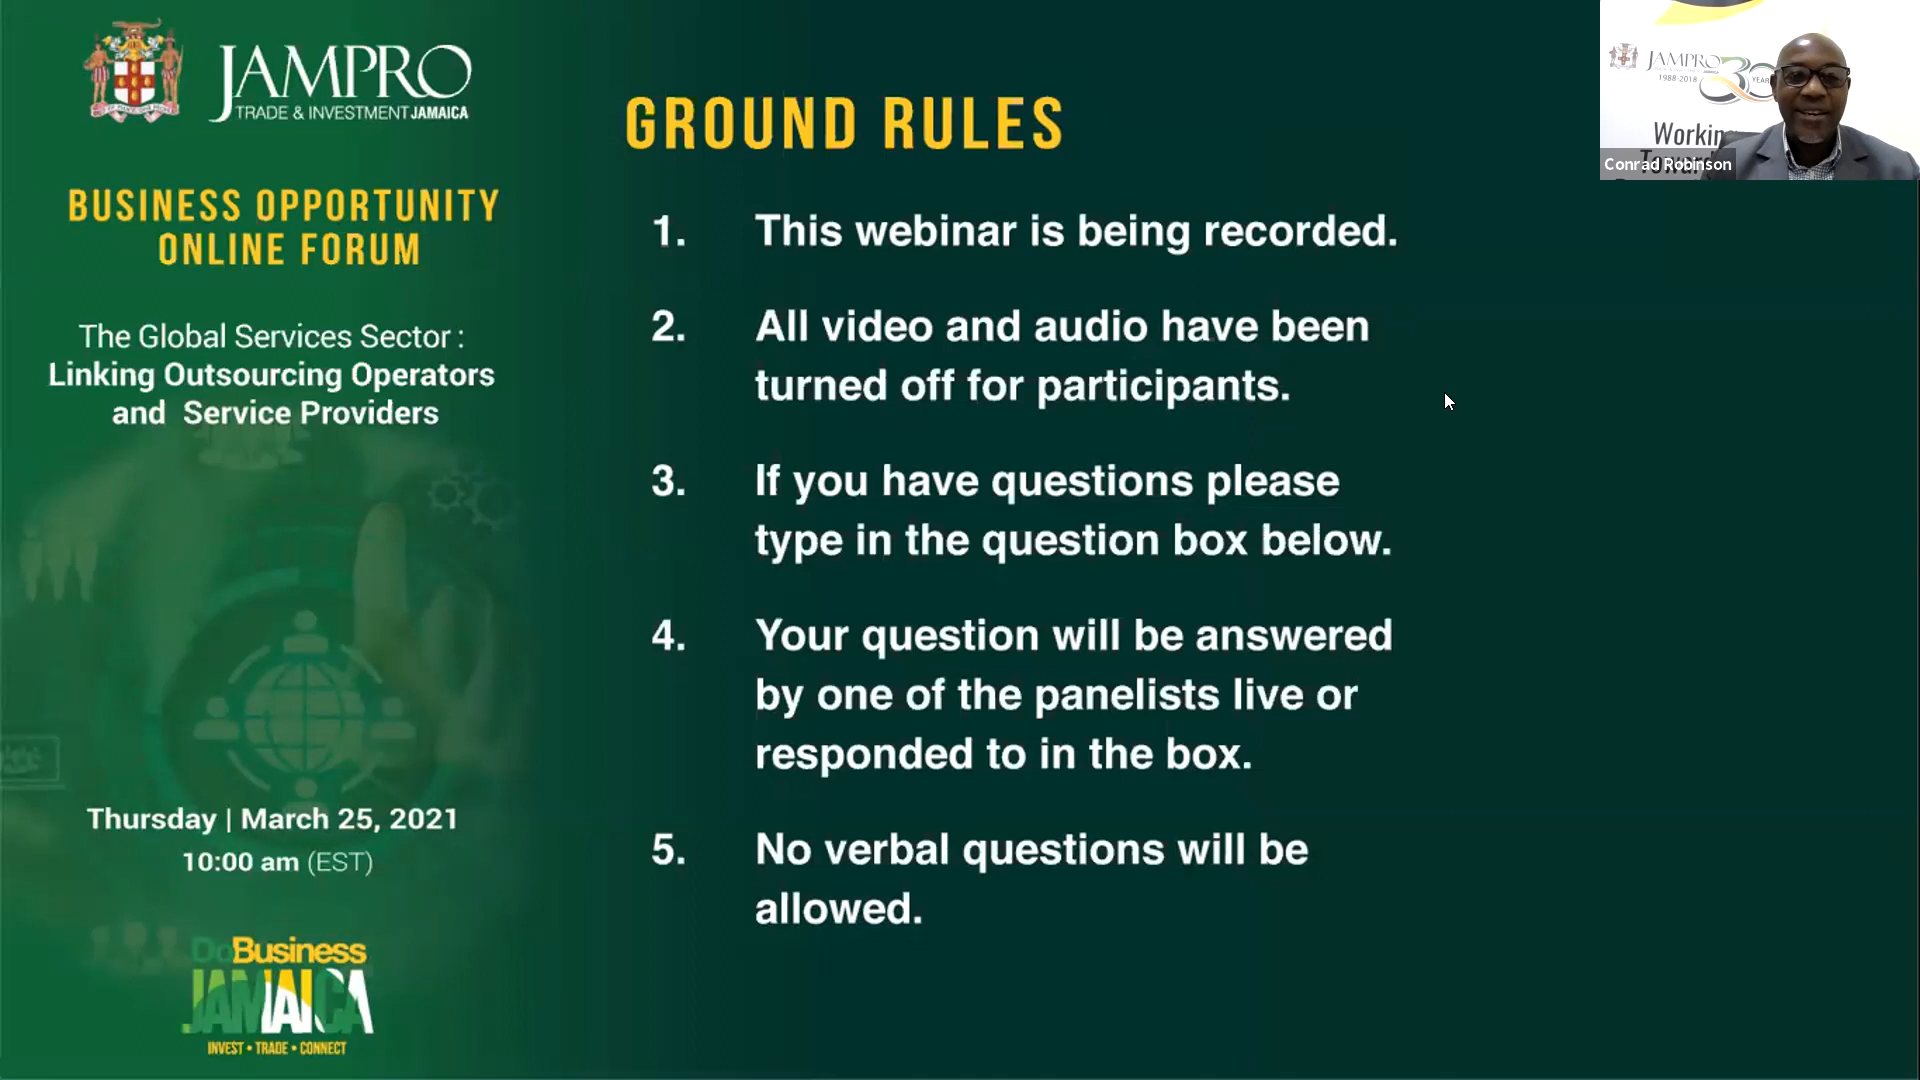 JAMPRO
TRADE & INVESTMENT JAMAICA
BUSINESS OPPORTUNITY
ONLINE FORUM
The Global Services Sector :
Linking Outsourcing Operators
and Service Providers
Thursday | March 25, 2021
10:00 am (EST)
DoBusiness
JAMAICA
INVEST • TRADE • CONNECT
GROUND RULES
1. This webinar is being recorded.
2. All video and audio have been
turned off for participants.
3. If you have questions please
type in the question box below.
4. Your question will be answered
by one of the panelists live or
responded to in the box.
5. No verbal questions will be
allowed.
JAMPRO 30
1988-2018 YEAR
Working
Conrad Robinson